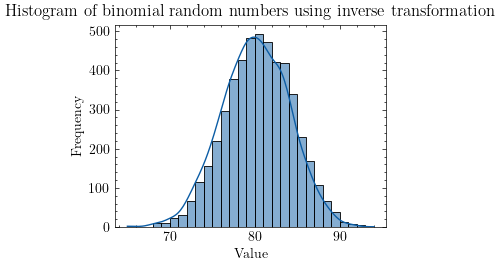 Histogram of binomial random numbers using inverse transformation
500
400
300
200
100
0
Frequency
70 80 90
Value